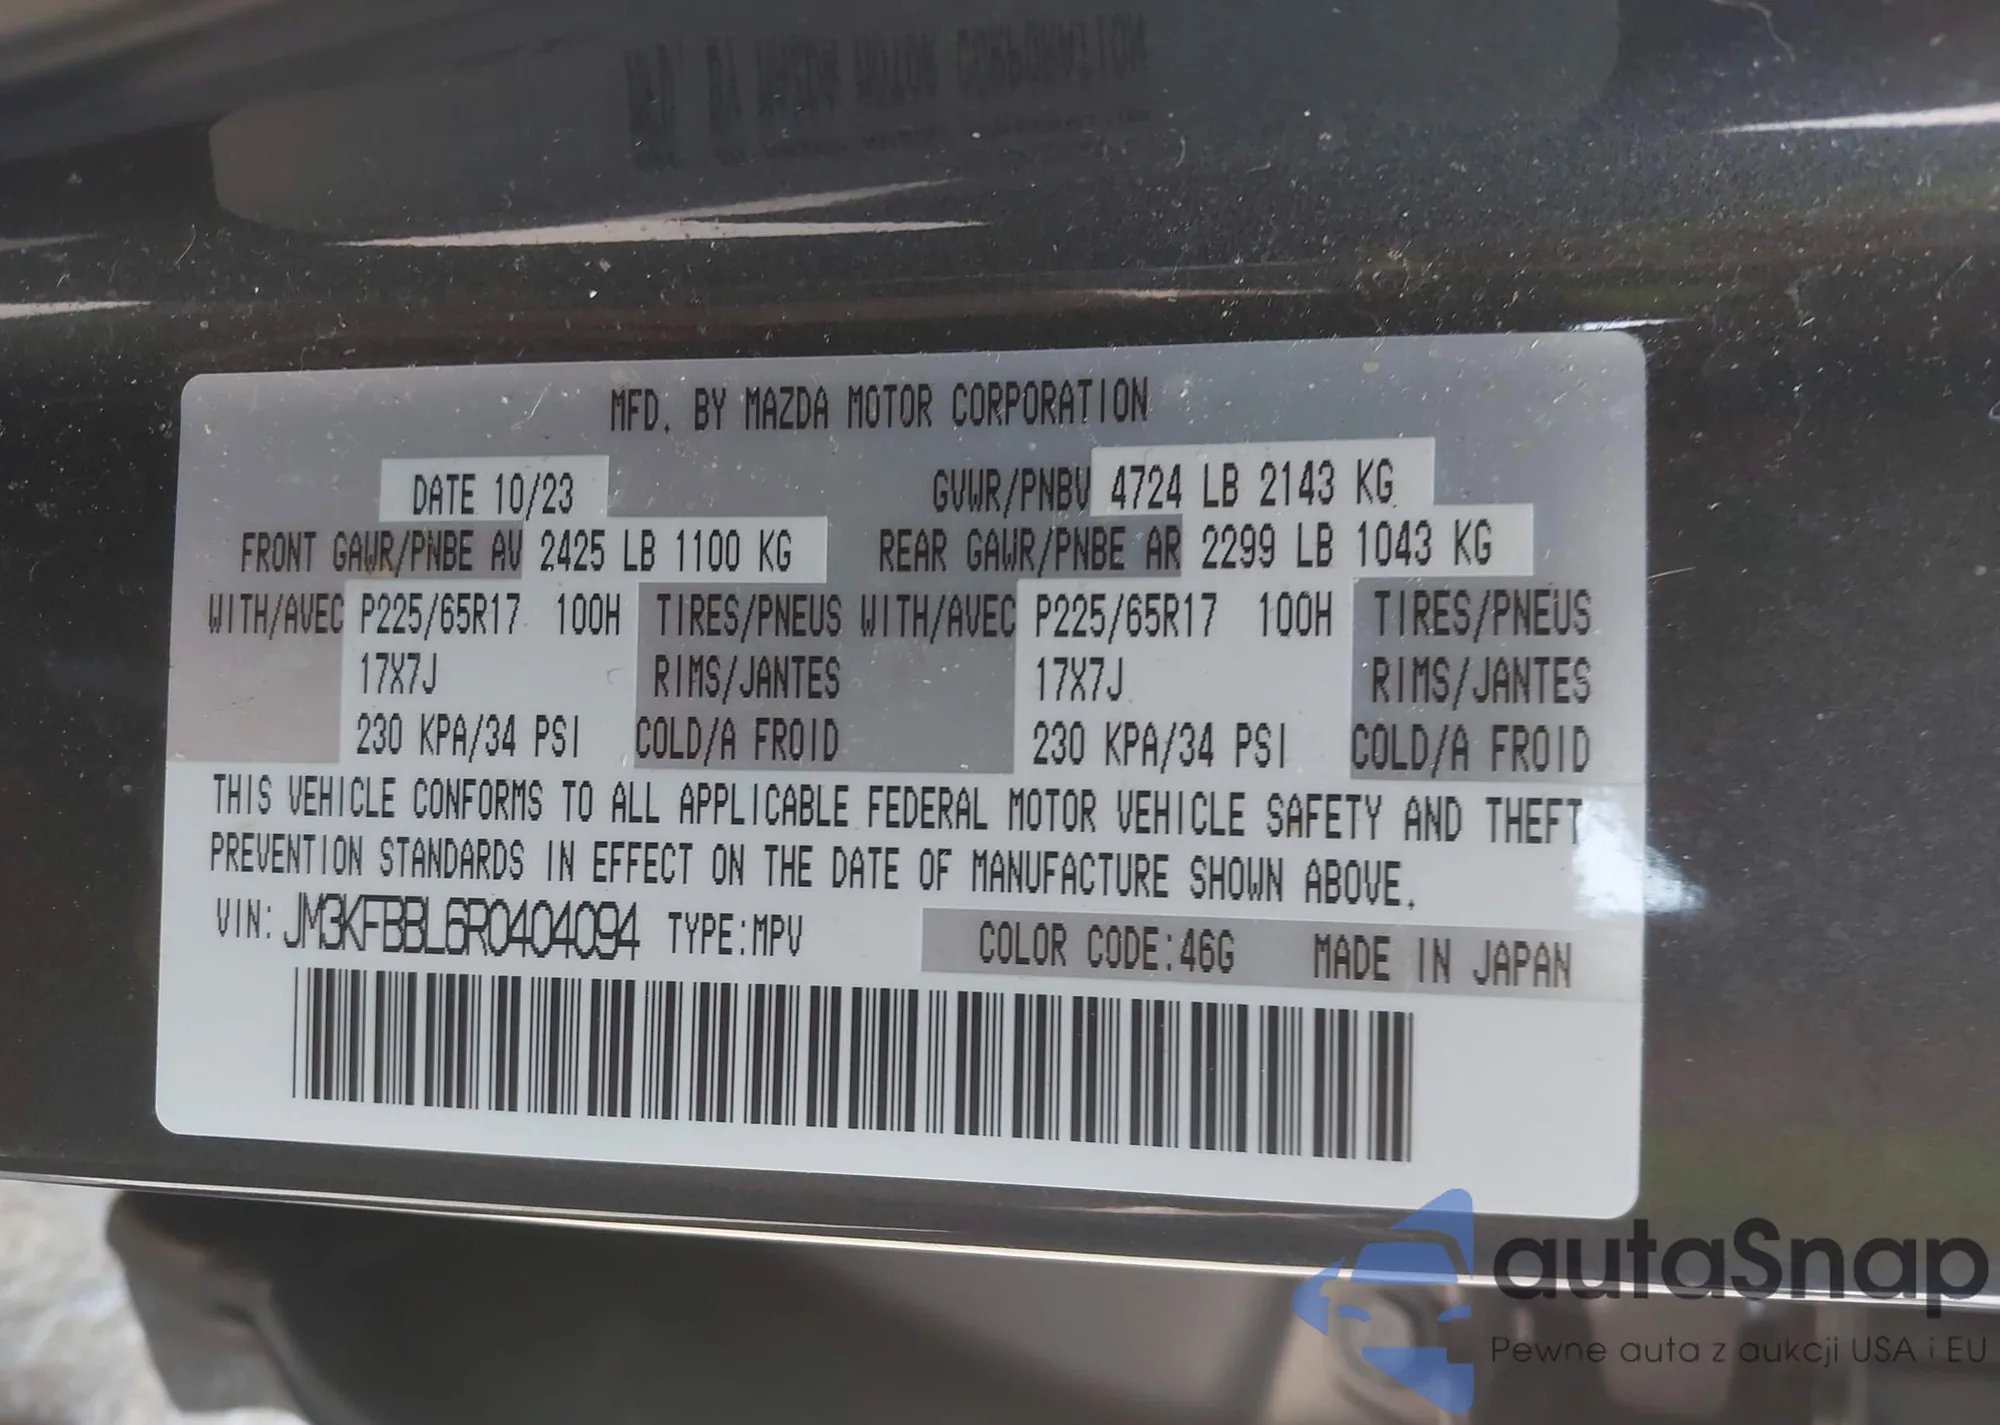 MFD. BY MAZDA MOTOR CORPORATION
DATE 10/23 GVWR/PNBV 4724 LB 2143 KG
FRONT GAWR/PNBE AV 2425 LB 1100 KG REAR GAWR/PNBE AR 2299 LB 1043 KG
WITH/AVEC P225/65R17 100H TIRES/PNEUS WITH/AVEC P225/65R17 100H TIRES/PNEUS
17X7J RIMS/JANTES 17X7J RIMS/JANTES
230 KPA/34 PSI COLD/A FROID 230 KPA/34 PSI COLD/A FROID
THIS VEHICLE CONFORMS TO ALL APPLICABLE FEDERAL MOTOR VEHICLE SAFETY AND THEFT
PREVENTION STANDARDS IN EFFECT ON THE DATE OF MANUFACTURE SHOWN ABOVE.
VIN: JM3KFBBL6R0404094 TYPE:MPV COLOR CODE:46G MADE IN JAPAN
autoSnap
Pewne auta z aukcji USA i EU